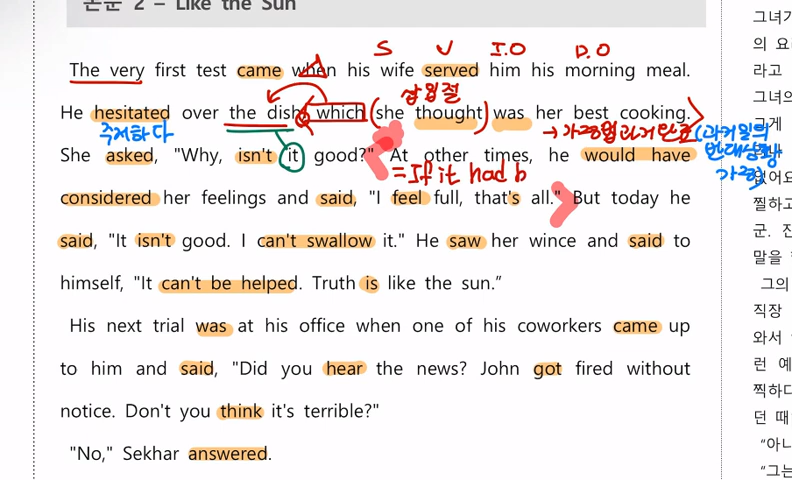 본문 2 – Like the Sun
S V I.O D.O
The very first test came when his wife served him his morning meal.
삽입절
He hesitated over the dish, which (she thought) was her best cooking.
주저하다 → 가정법 과거완료 (과거일의 반대상황 가정)
She asked, "Why, isn't it good?" At other times, he would have
= If it had b
considered her feelings and said, "I feel full, that's all." But today he
said, "It isn't good. I can't swallow it." He saw her wince and said to
himself, "It can't be helped. Truth is like the sun."
His next trial was at his office when one of his coworkers came up
to him and said, "Did you hear the news? John got fired without
notice. Don't you think it's terrible?"
"No," Sekhar answered.
그녀가
의 요
라고
그녀의
그게
없어요
찔하고
군. 진
말을
그의
직장
와서
런 예
찍하다
던 때
"아니
"그는